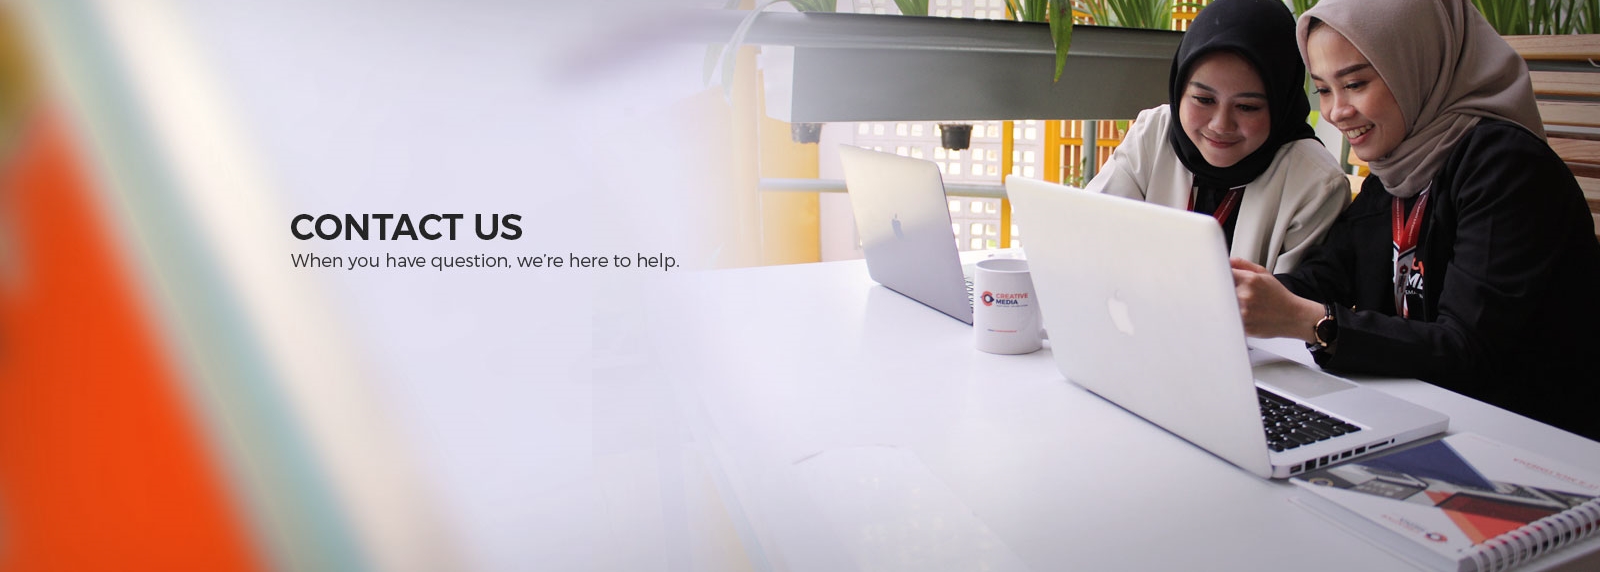 CONTACT US
When you have question, we're here to help.
CREATIVE
MEDIA